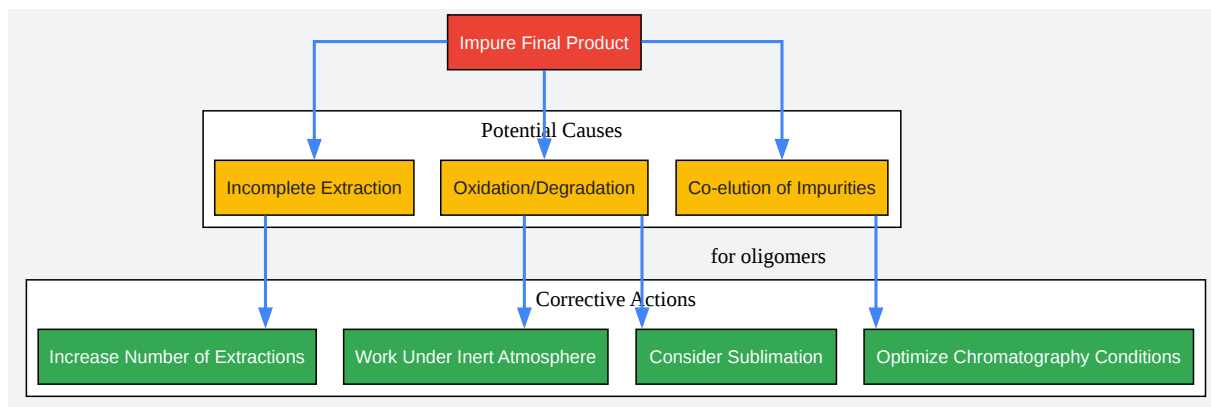 Impure Final Product
Potential Causes
Incomplete Extraction
Oxidation/Degradation
Co-elution of Impurities
for oligomers
Corrective Actions
Increase Number of Extractions
Work Under Inert Atmosphere
Consider Sublimation
Optimize Chromatography Conditions